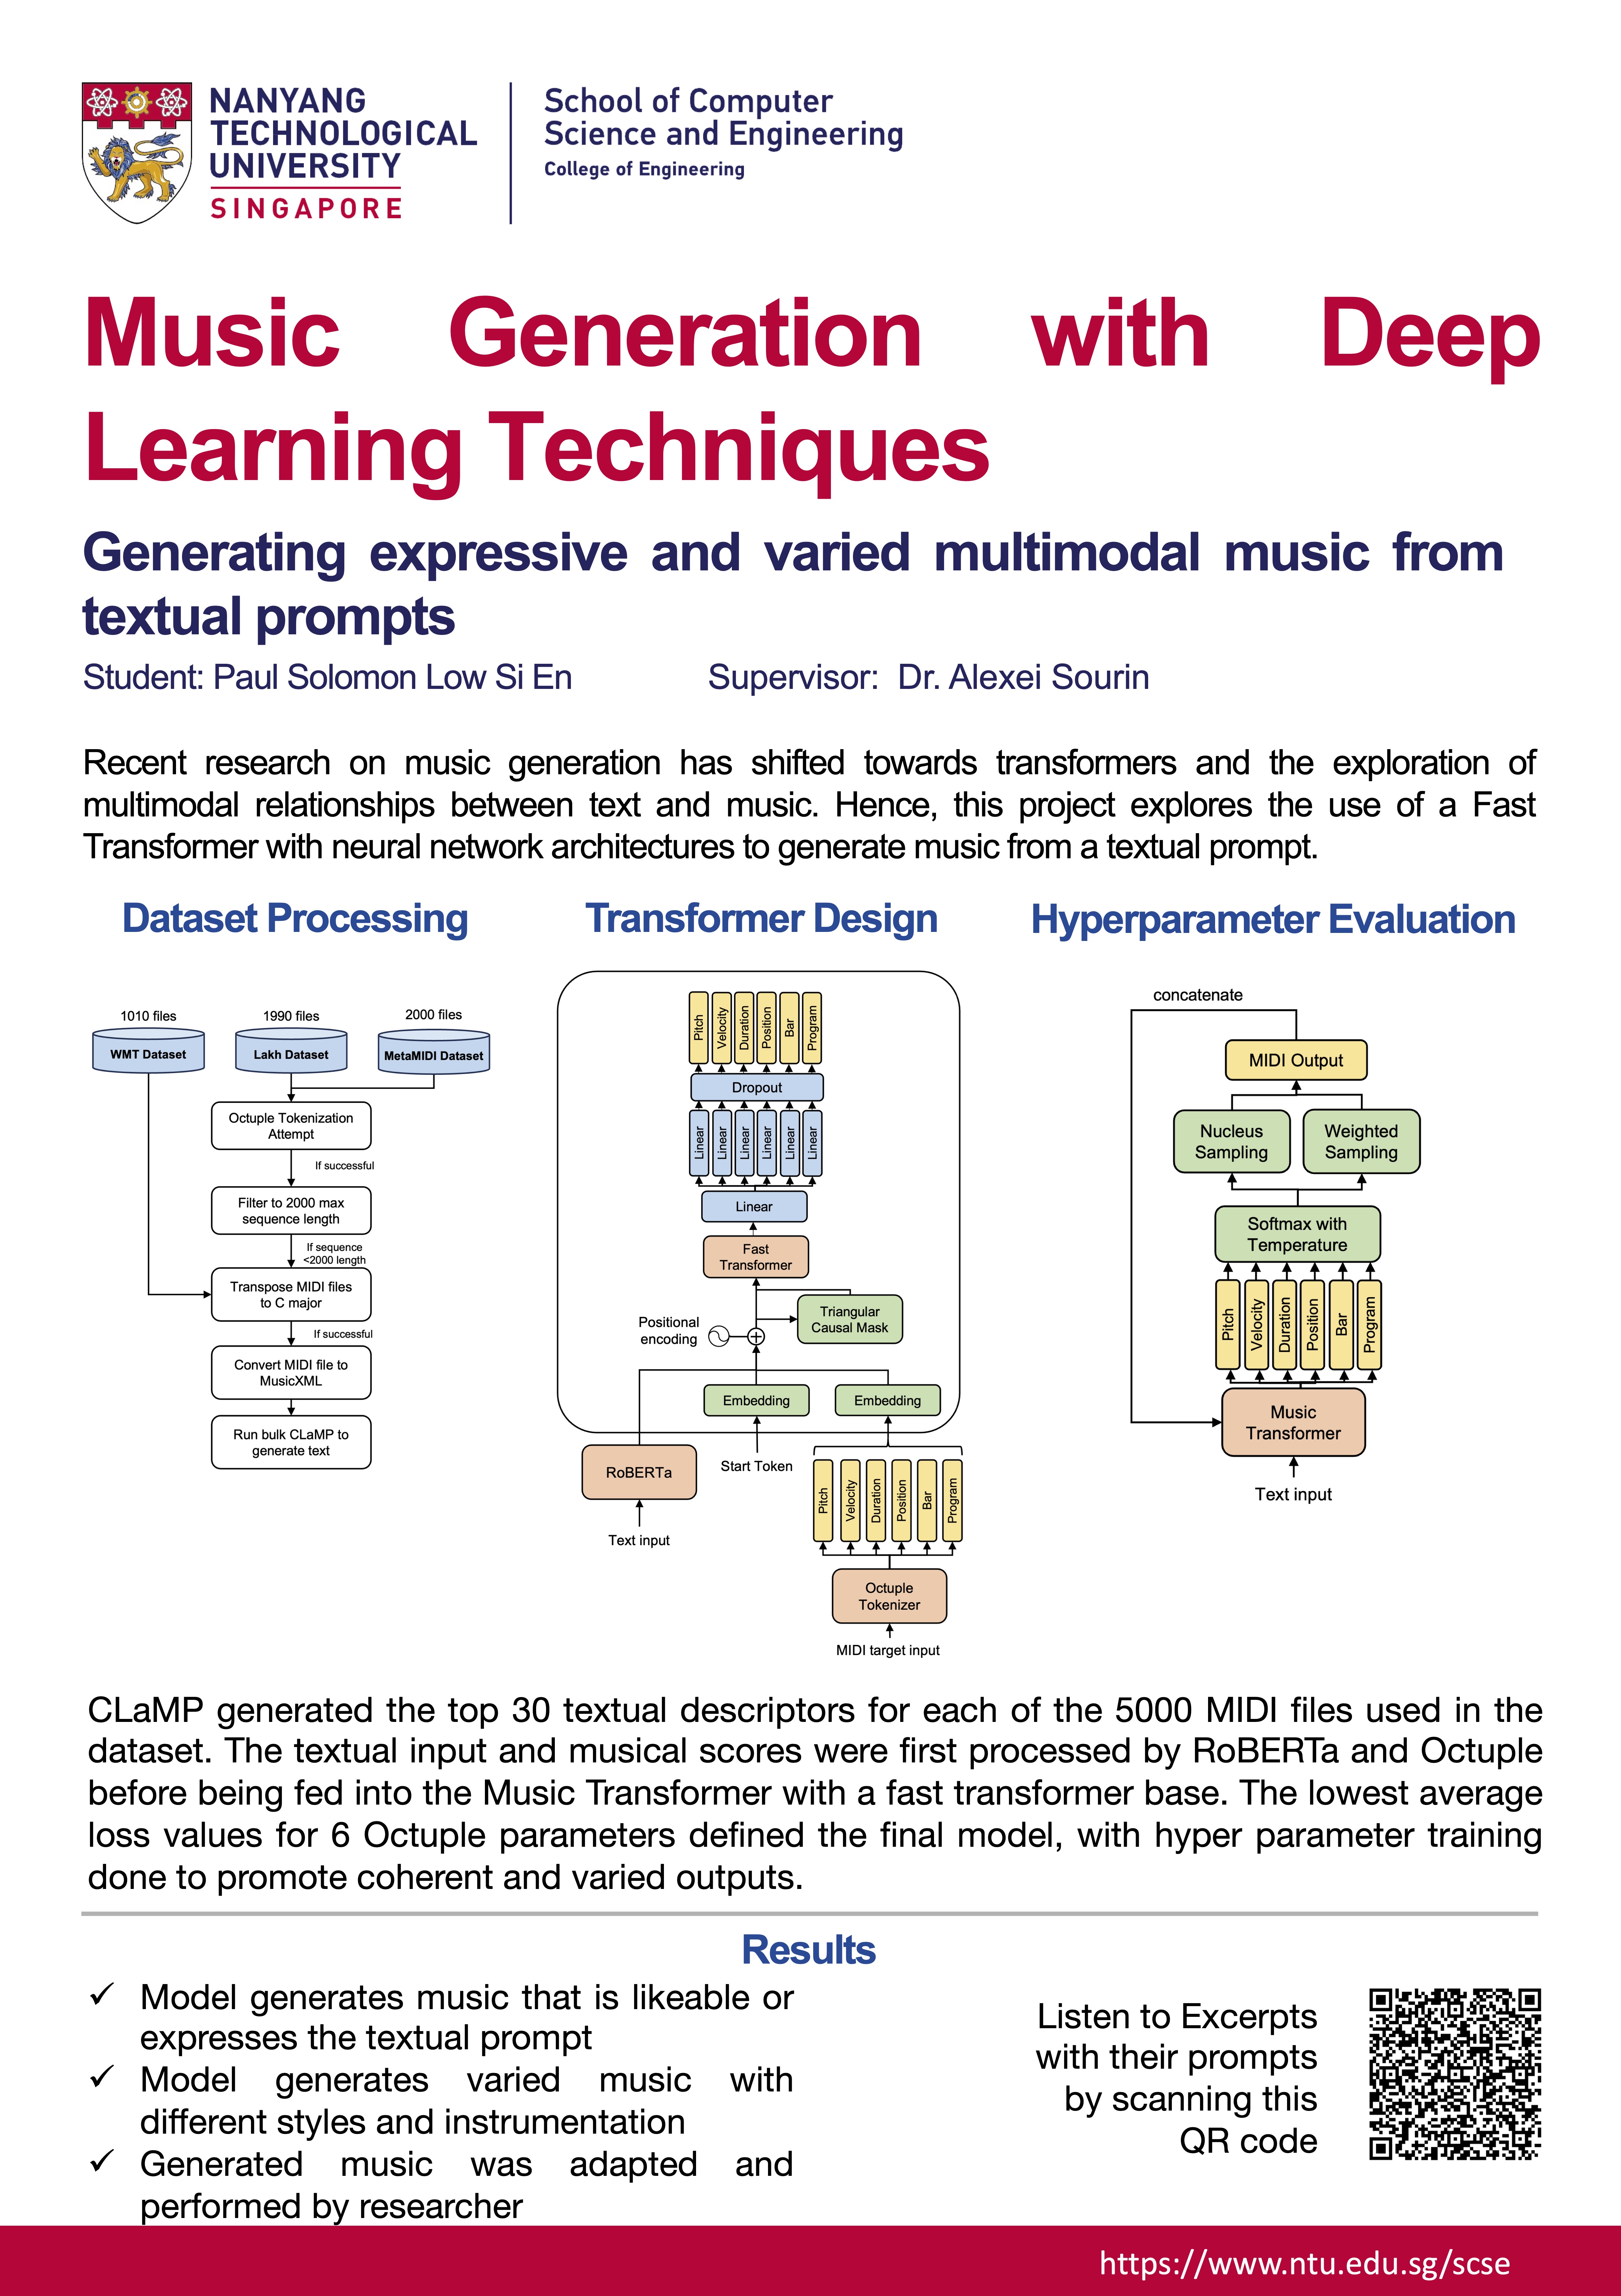 NANYANG
TECHNOLOGICAL
UNIVERSITY
SINGAPORE
School of Computer
Science and Engineering
College of Engineering
Music Generation with Deep
Learning Techniques
Generating expressive and varied multimodal music from
textual prompts
Student: Paul Solomon Low Si En
Supervisor: Dr. Alexei Sourin
Recent research on music generation has shifted towards transformers and the exploration of
multimodal relationships between text and music. Hence, this project explores the use of a Fast
Transformer with neural network architectures to generate music from a textual prompt.
Dataset Processing
1010 files
1990 files
2000 files
WMT Dataset
Lakh Dataset
MetaMIDI Dataset
Octuple Tokenization
Attempt
If successful
Filter to 2000 max
sequence length
If sequence
<2000 length
Transpose MIDI files
to C major
If successful
Convert MIDI file to
MusicXML
Run bulk CLaMP to
generate text
Transformer Design
Pitch
Velocity
Duration
Position
Bar
Program
Dropout
Linear
Linear
Linear
Linear
Linear
Linear
Linear
Fast
Transformer
Positional
encoding
Triangular
Causal Mask
Embedding
Embedding
RoBERTa
Start Token
Text input
Pitch
Velocity
Duration
Position
Bar
Program
Octuple
Tokenizer
MIDI target input
Hyperparameter Evaluation
concatenate
MIDI Output
Nucleus
Sampling
Weighted
Sampling
Softmax with
Temperature
Pitch
Velocity
Duration
Position
Bar
Program
Music
Transformer
Text input
CLaMP generated the top 30 textual descriptors for each of the 5000 MIDI files used in the
dataset. The textual input and musical scores were first processed by RoBERTa and Octuple
before being fed into the Music Transformer with a fast transformer base. The lowest average
loss values for 6 Octuple parameters defined the final model, with hyper parameter training
done to promote coherent and varied outputs.
Results
✓ Model generates music that is likeable or
expresses the textual prompt
✓ Model generates varied music with
different styles and instrumentation
✓ Generated music was adapted and
performed by researcher
Listen to Excerpts
with their prompts
by scanning this
QR code
https://www.ntu.edu.sg/scse